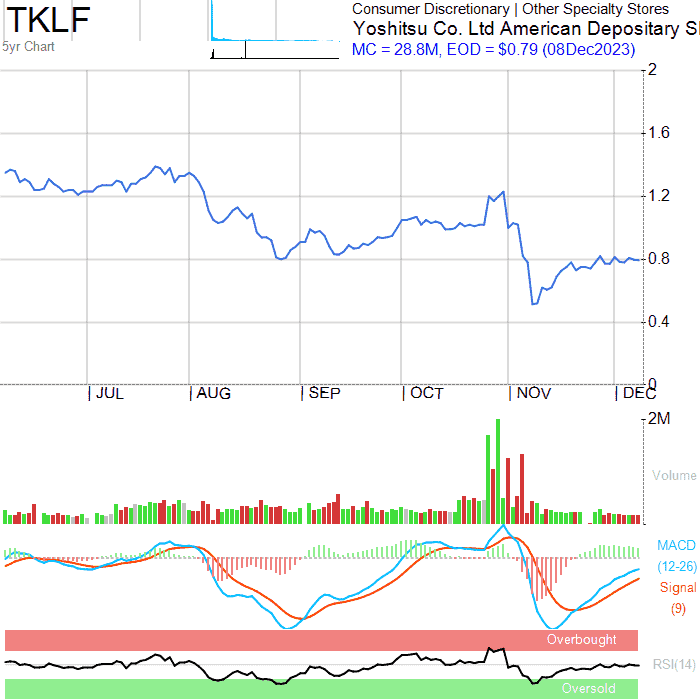 TKLF
Consumer Discretionary | Other Specialty Stores
Yoshitsu Co. Ltd American Depositary S
5yr Chart
MC = 28.8M, EOD = $0.79 (08Dec2023)
2
1.6
1.2
0.8
0.4
0
JUL
AUG
SEP
OCT
NOV
DEC
2M
Volume
MACD
(12-26)
Signal
(9)
Overbought
RSI(14)
Oversold